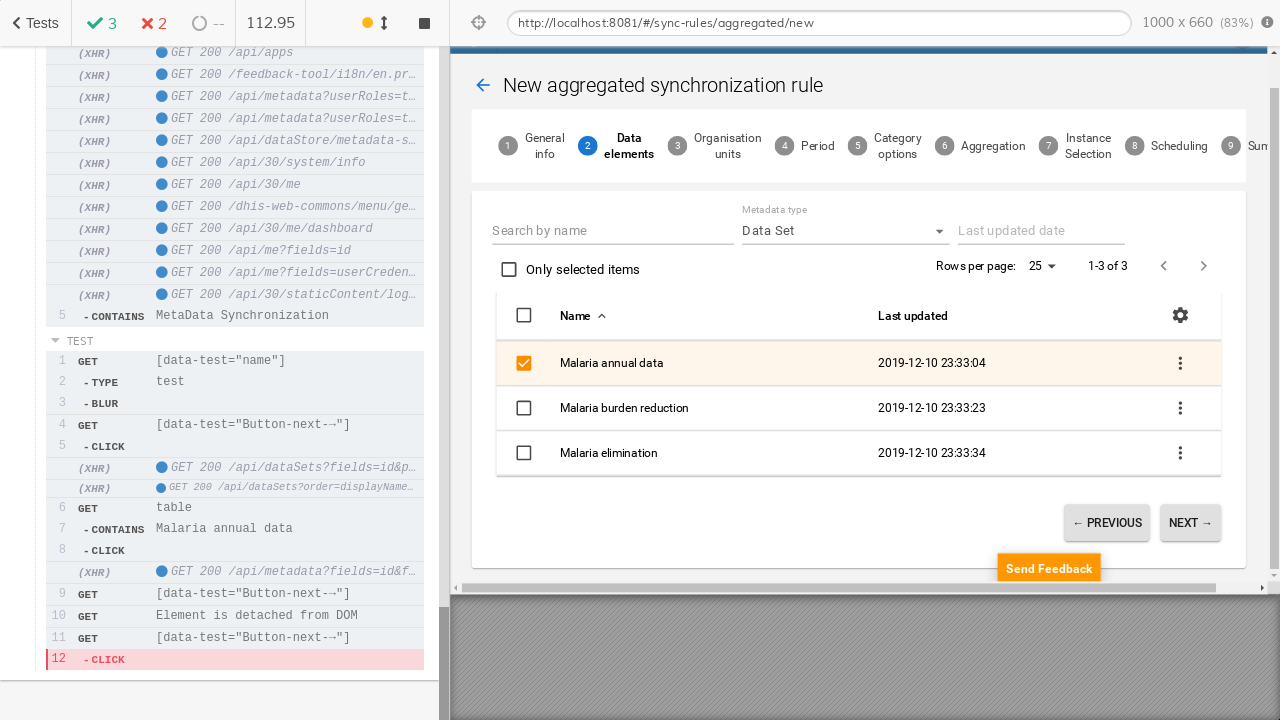 Tests 3 2 -- 112.95 http://localhost:8081/#/sync-rules/aggregated/new 1000 x 660 (83%)
(XHR) GET 200 /api/apps
(XHR) GET 200 /feedback-tool/i18n/en.pr…
(XHR) GET 200 /api/metadata?userRoles=t…
(XHR) GET 200 /api/metadata?userRoles=t…
(XHR) GET 200 /api/dataStore/metadata-s…
(XHR) GET 200 /api/30/system/info
(XHR) GET 200 /api/30/me
(XHR) GET 200 /dhis-web-commons/menu/ge…
(XHR) GET 200 /api/30/me/dashboard
(XHR) GET 200 /api/me?fields=id
(XHR) GET 200 /api/me?fields=userCreden…
(XHR) GET 200 /api/30/staticContent/log…
5 -CONTAINS MetaData Synchronization
TEST
1 GET [data-test="name"]
2 -TYPE test
3 -BLUR
4 GET [data-test="Button-next-→"]
5 -CLICK
(XHR) GET 200 /api/dataSets?fields=id&p…
(XHR) GET 200 /api/dataSets?order=displayName…
6 GET table
7 -CONTAINS Malaria annual data
8 -CLICK
(XHR) GET 200 /api/metadata?fields=id&f…
9 GET [data-test="Button-next-→"]
10 GET Element is detached from DOM
11 GET [data-test="Button-next-→"]
12 -CLICK
← New aggregated synchronization rule
1 General info
2 Data elements
3 Organisation units
4 Period
5 Category options
6 Aggregation
7 Instance Selection
8 Scheduling
9 Sum
Metadata type
Search by name Data Set Last updated date
Only selected items Rows per page: 25 1-3 of 3
Name Last updated
Malaria annual data 2019-12-10 23:33:04
Malaria burden reduction 2019-12-10 23:33:23
Malaria elimination 2019-12-10 23:33:34
← PREVIOUS NEXT →
Send Feedback